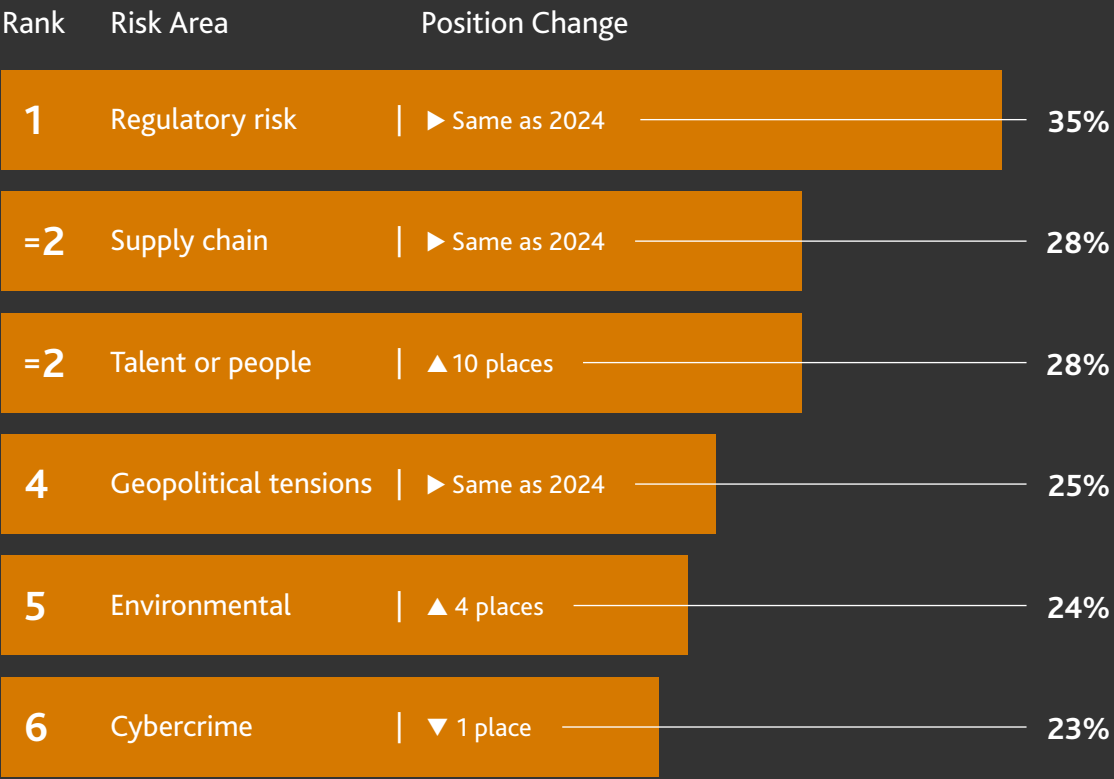 Rank Risk Area Position Change
1 Regulatory risk | ▶ Same as 2024 35%
=2 Supply chain | ▶ Same as 2024 28%
=2 Talent or people | ▲ 10 places 28%
4 Geopolitical tensions | ▶ Same as 2024 25%
5 Environmental | ▲ 4 places 24%
6 Cybercrime | ▼ 1 place 23%